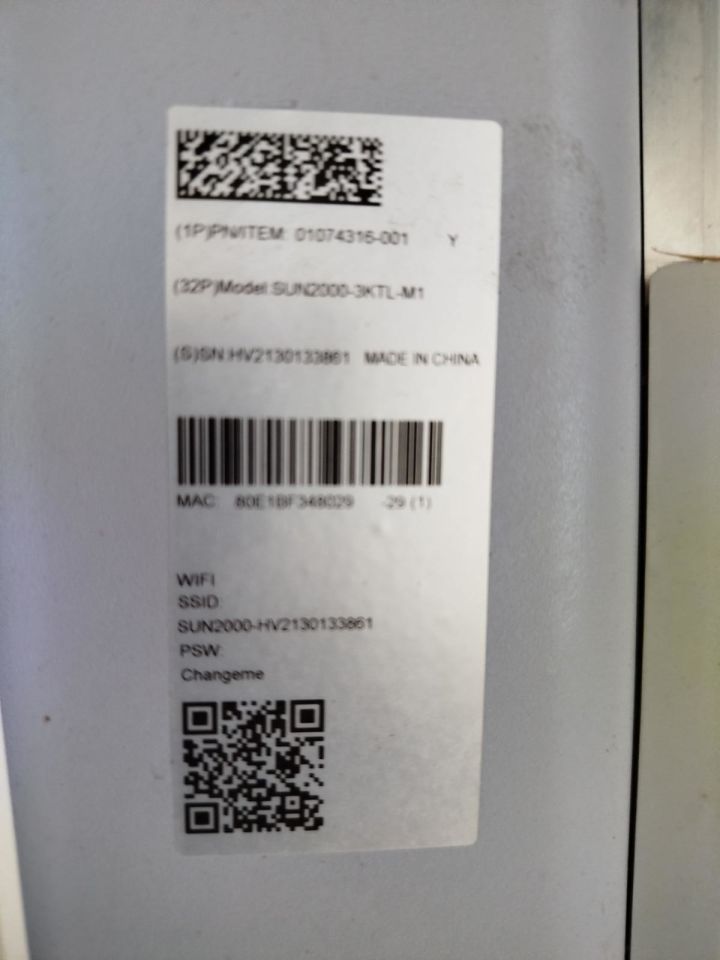 (1P)PN/ITEM: 01074316-001 Y
(32P)Model:SUN2000-3KTL-M1
(S)SN:HV2130133861 MADE IN CHINA
MAC: 80E1BF348029 -29 (1)
WIFI
SSID:
SUN2000-HV2130133861
PSW:
Changeme